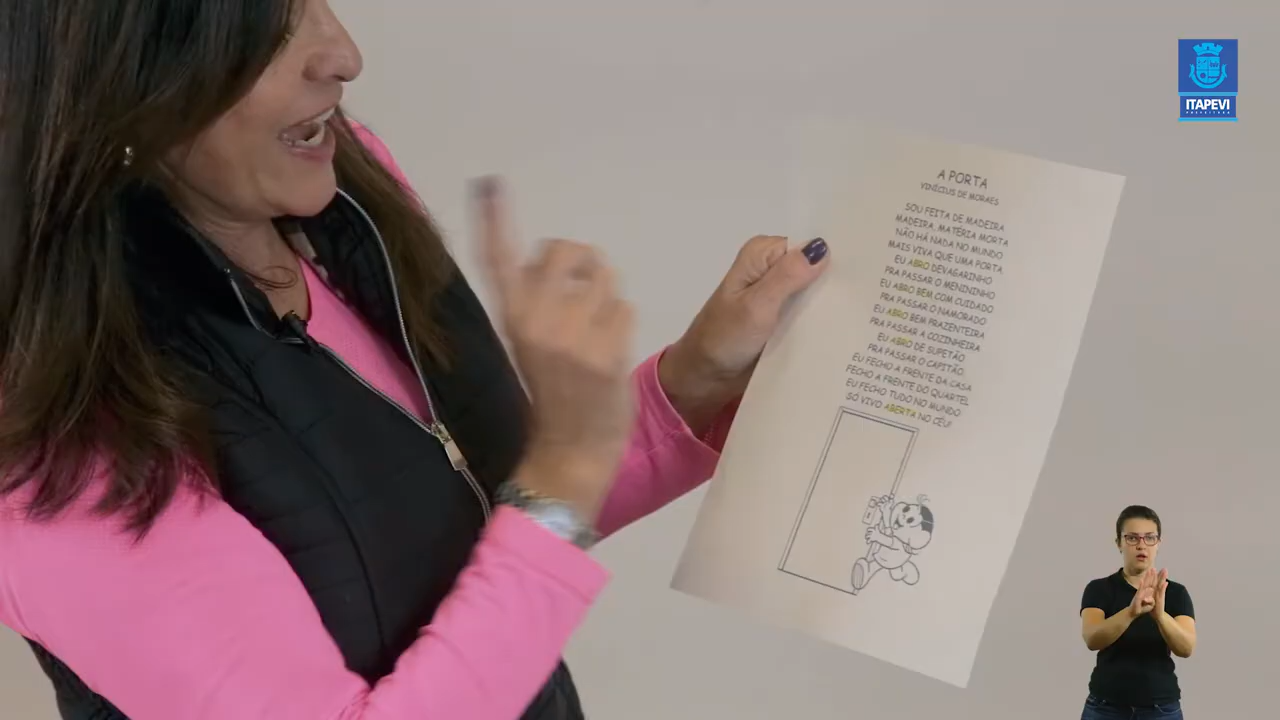 A PORTA
VINÍCIUS DE MORAES
SOU FEITA DE MADEIRA
MADEIRA, MATÉRIA MORTA
NÃO HÁ NADA NO MUNDO
MAIS VIVA QUE UMA PORTA
EU ABRO DEVAGARINHO
PRA PASSAR O MENININHO
EU ABRO BEM COM CUIDADO
PRA PASSAR O NAMORADO
EU ABRO BEM PRAZENTEIRA
PRA PASSAR A COZINHEIRA
EU ABRO DE SUPETÃO
PRA PASSAR O CAPITÃO.
EU FECHO A FRENTE DA CASA
FECHO A FRENTE DO QUARTEL
EU FECHO TUDO NO MUNDO
SÓ VIVO ABERTA NO CÉU!
ITAPEVI
PREFEITURA